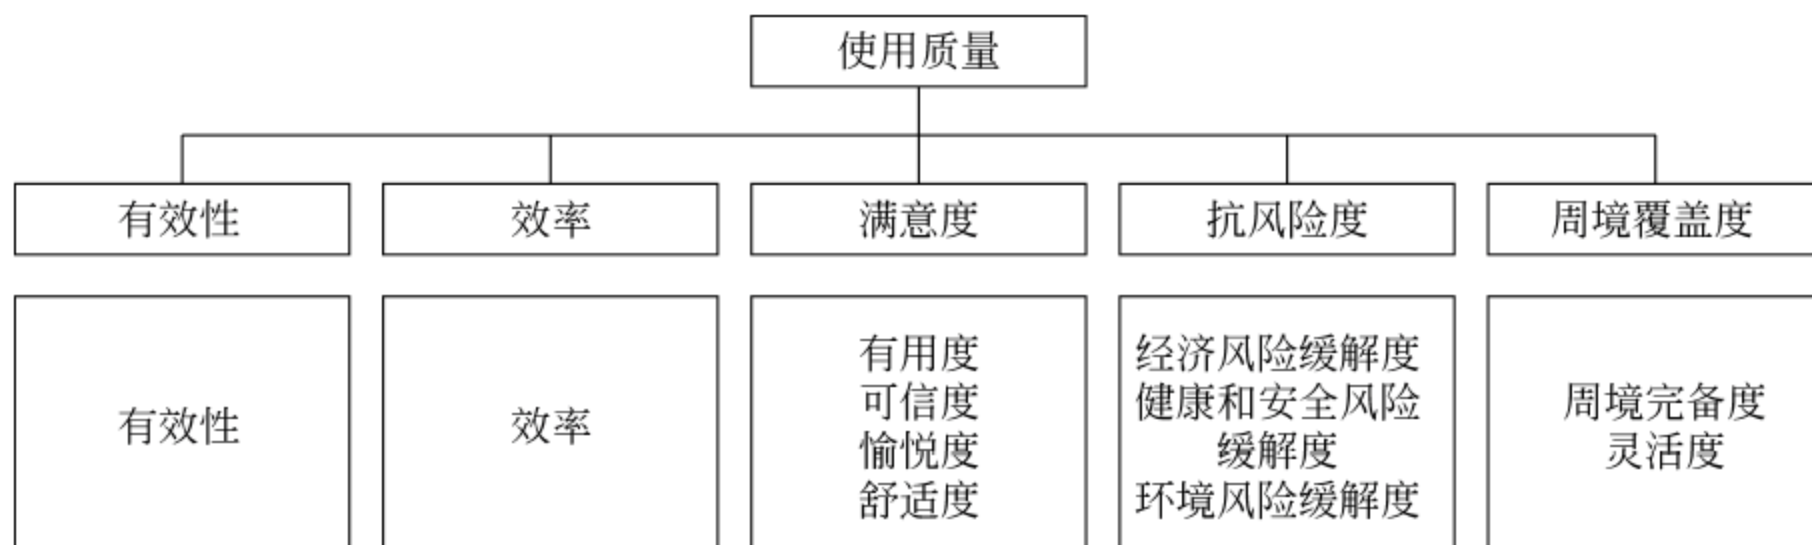 使用质量
有效性
效率
满意度
抗风险度
周境覆盖度
有效性
效率
有用度
可信度
愉悦度
舒适度
经济风险缓解度
健康和安全风险
缓解度
环境风险缓解度
周境完备度
灵活度